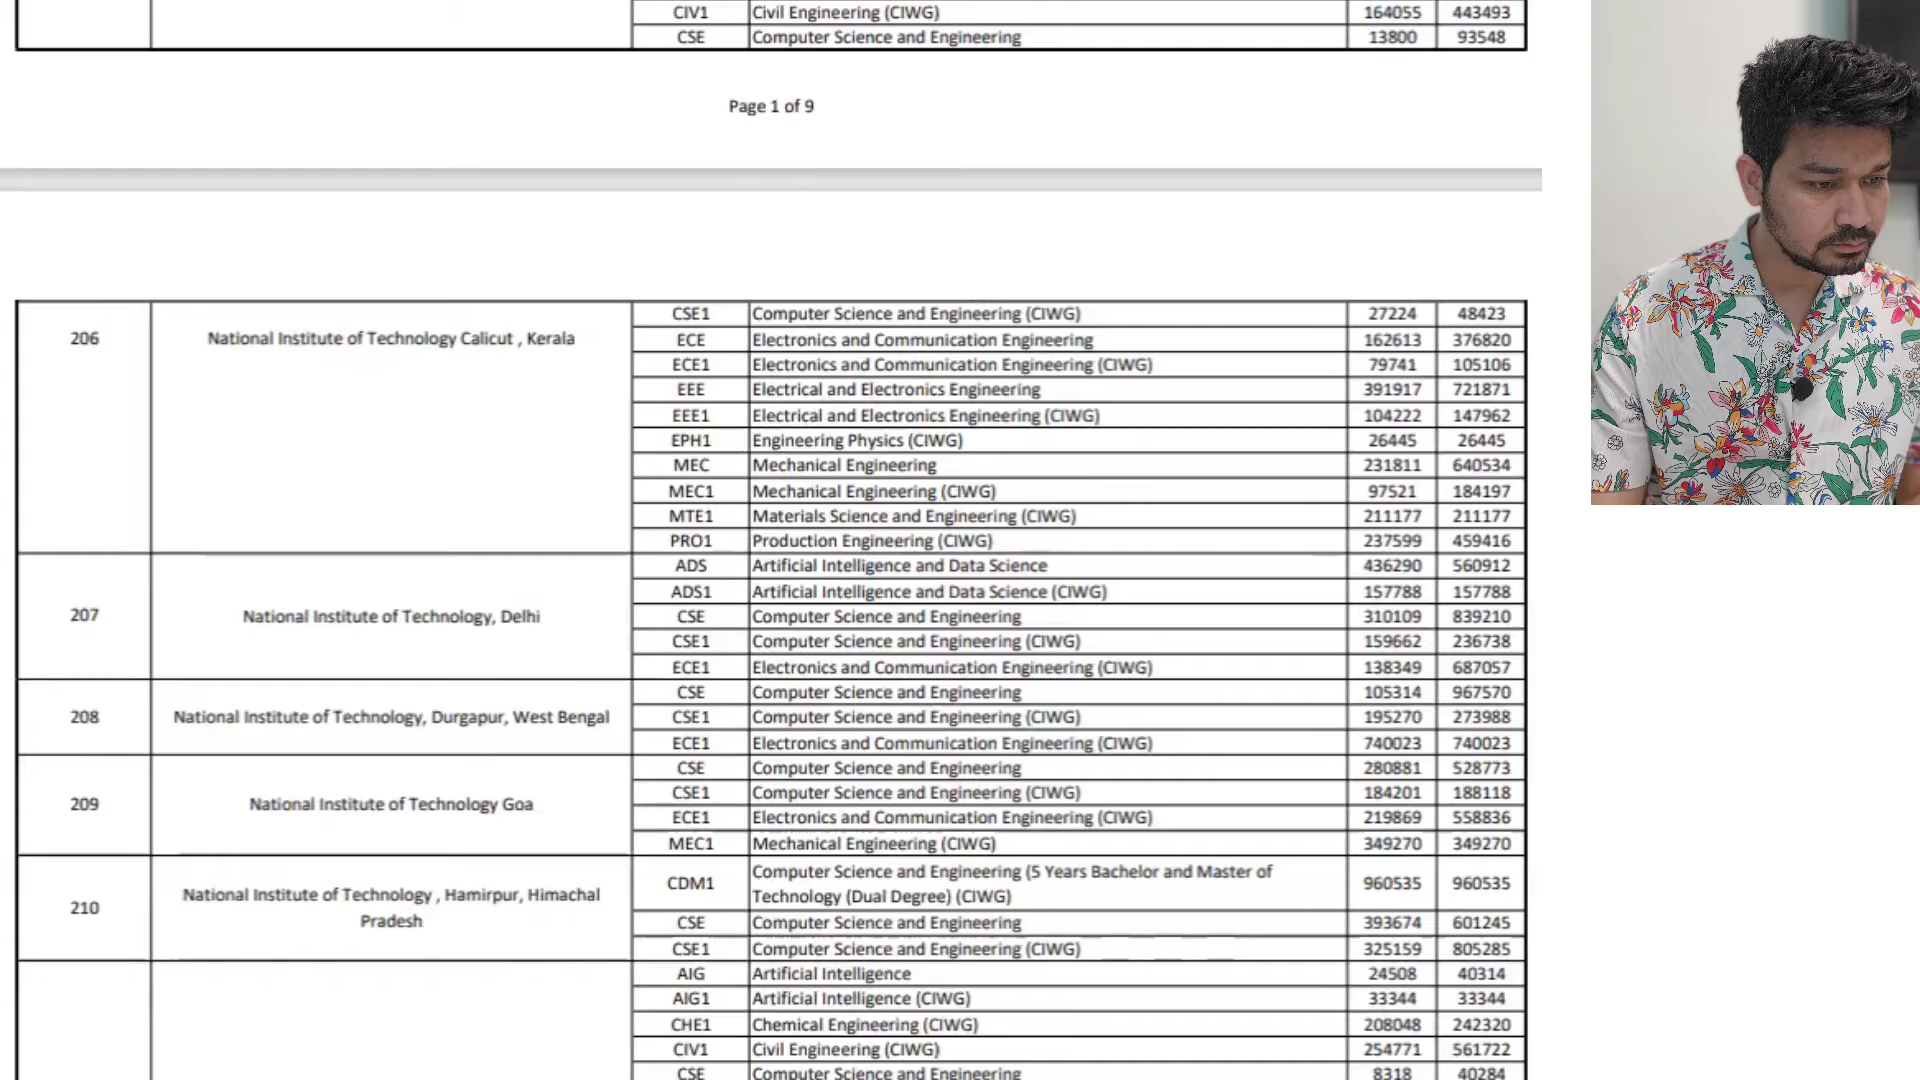 CIV1 Civil Engineering (CIWG) 164055 443493
CSE Computer Science and Engineering 13800 93548
Page 1 of 9
206 National Institute of Technology Calicut , Kerala
CSE1 Computer Science and Engineering (CIWG) 27224 48423
ECE Electronics and Communication Engineering 162613 376820
ECE1 Electronics and Communication Engineering (CIWG) 79741 105106
EEE Electrical and Electronics Engineering 391917 721871
EEE1 Electrical and Electronics Engineering (CIWG) 104222 147962
EPH1 Engineering Physics (CIWG) 26445 26445
MEC Mechanical Engineering 231811 640534
MEC1 Mechanical Engineering (CIWG) 97521 184197
MTE1 Materials Science and Engineering (CIWG) 211177 211177
PRO1 Production Engineering (CIWG) 237599 459416
207 National Institute of Technology, Delhi
ADS Artificial Intelligence and Data Science 436290 560912
ADS1 Artificial Intelligence and Data Science (CIWG) 157788 157788
CSE Computer Science and Engineering 310109 839210
CSE1 Computer Science and Engineering (CIWG) 159662 236738
ECE1 Electronics and Communication Engineering (CIWG) 138349 687057
208 National Institute of Technology, Durgapur, West Bengal
CSE Computer Science and Engineering 105314 967570
CSE1 Computer Science and Engineering (CIWG) 195270 273988
ECE1 Electronics and Communication Engineering (CIWG) 740023 740023
209 National Institute of Technology Goa
CSE Computer Science and Engineering 280881 528773
CSE1 Computer Science and Engineering (CIWG) 184201 188118
ECE1 Electronics and Communication Engineering (CIWG) 219869 558836
MEC1 Mechanical Engineering (CIWG) 349270 349270
210 National Institute of Technology , Hamirpur, Himachal
Pradesh
CDM1 Computer Science and Engineering (5 Years Bachelor and Master of
Technology (Dual Degree) (CIWG) 960535 960535
CSE Computer Science and Engineering 393674 601245
CSE1 Computer Science and Engineering (CIWG) 325159 805285
AIG Artificial Intelligence 24508 40314
AIG1 Artificial Intelligence (CIWG) 33344 33344
CHE1 Chemical Engineering (CIWG) 208048 242320
CIV1 Civil Engineering (CIWG) 254771 561722
CSE Computer Science and Engineering 8318 40284